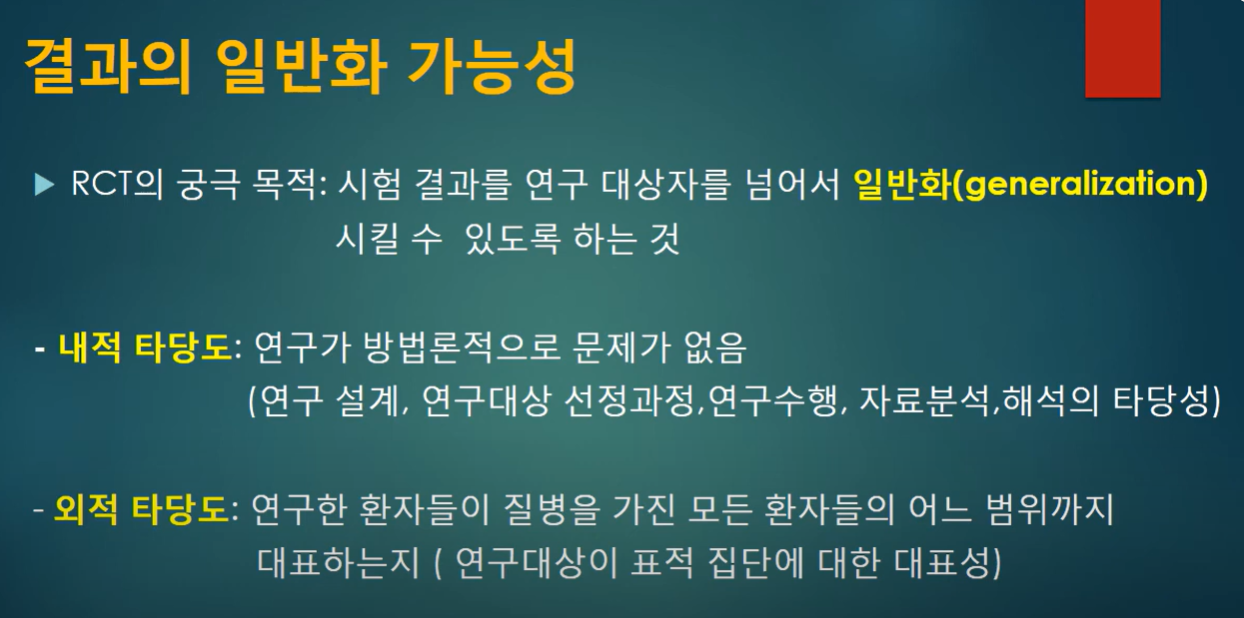 결과의 일반화 가능성
▶ RCT의 궁극 목적: 시험 결과를 연구 대상자를 넘어서 일반화(generalization)
시킬 수 있도록 하는 것
- 내적 타당도: 연구가 방법론적으로 문제가 없음
(연구 설계, 연구대상 선정과정,연구수행, 자료분석,해석의 타당성)
- 외적 타당도: 연구한 환자들이 질병을 가진 모든 환자들의 어느 범위까지
대표하는지 ( 연구대상이 표적 집단에 대한 대표성)